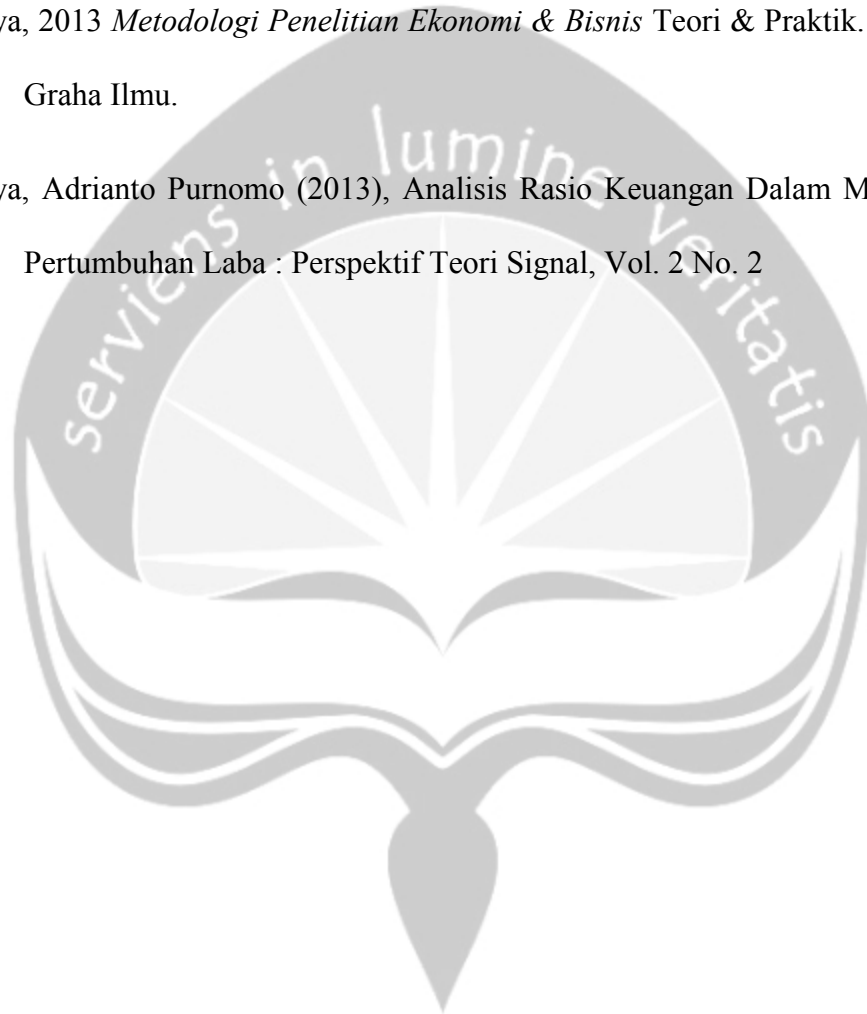 ya, 2013 Metodologi Penelitian Ekonomi & Bisnis Teori & Praktik.
Graha Ilmu.
ya, Adrianto Purnomo (2013), Analisis Rasio Keuangan Dalam M
Pertumbuhan Laba : Perspektif Teori Signal, Vol. 2 No. 2
serviens in lumine veritatis